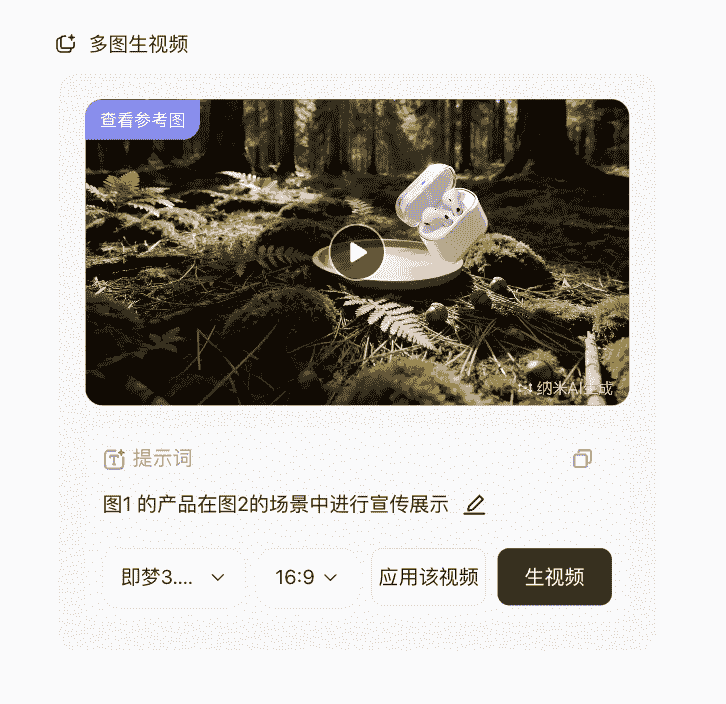 多图生视频
查看参考图
纳米AI生成
提示词
图1 的产品在图2的场景中进行宣传展示
即梦3....
16:9
应用该视频
生视频